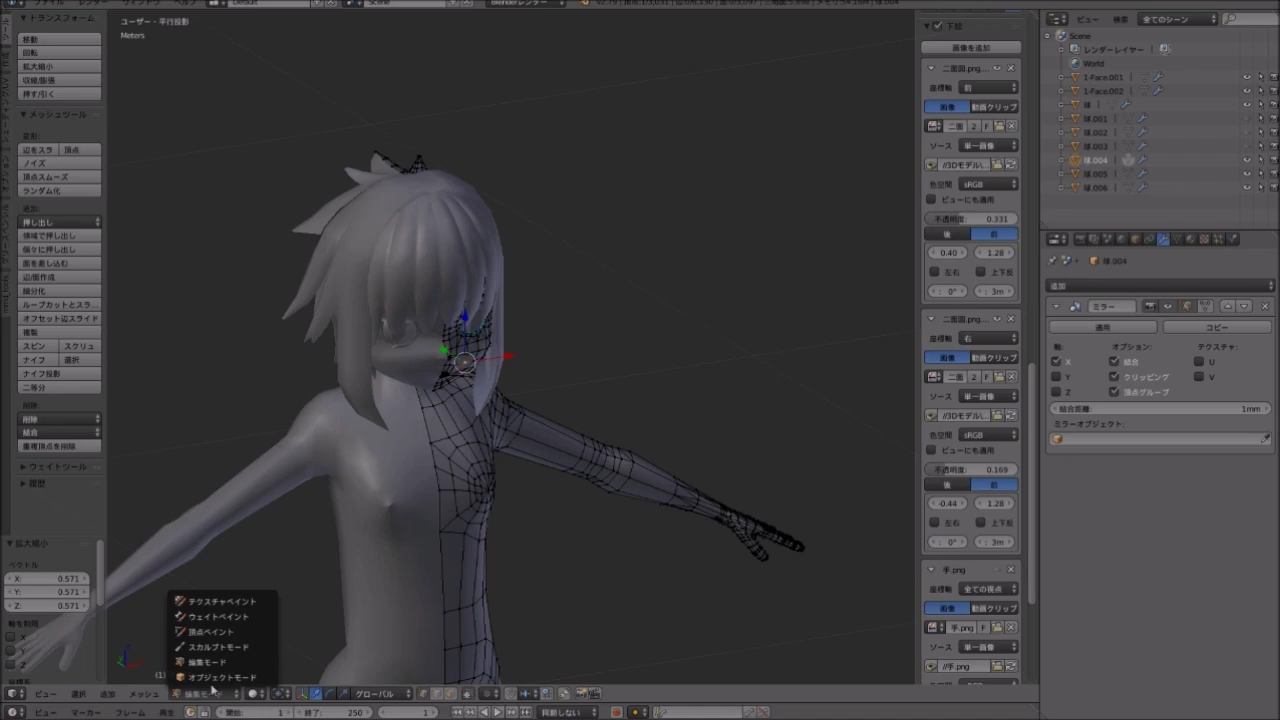 Default
Scene
Blenderレンダー
ユーザー・平行投影
Meters
トランスフォーム
移動
回転
拡大縮小
収縮/膨張
押す/引く
メッシュツール
変形:
辺をスラ 頂点
ノイズ
頂点スムーズ
ランダム化
追加:
押し出し
領域で押し出し
個々に押し出し
面を差し込む
辺/面作成
細分化
ループカットとスラ...
オフセット辺スライド
複製
スピン スクリュ
ナイフ 選択
ナイフ投影
二等分
削除:
削除
結合
重複頂点を削除
ウェイトツール
履歴
拡大縮小
ベクトル
X: 0.571
Y: 0.571
Z: 0.571
軸を制限
X
テクスチャペイント
ウェイトペイント
頂点ペイント
スカルプトモード
編集モード
オブジェクトモード
ビュー 選択 追加 メッシュ 編集モード グローバル
ビュー マーカー フレーム 再生 開始: 1 終了: 250 1 同期しない
下絵
画像を追加
二面図.png...
座標軸 前
画像 動画クリップ
二面 2 F
ソース 単一画像
//3Dモデル\...
色空間 sRGB
ビューにも適用
不透明度: 0.331
後 前
0.40 1.28
左右 上下反
0° 3m
二面図.png...
座標軸 右
画像 動画クリップ
二面 2 F
ソース 単一画像
//3Dモデル\...
色空間 sRGB
ビューにも適用
不透明度: 0.169
後 前
-0.44 1.28
左右 上下反
0° 3m
手.png
座標軸 全ての視点
画像 動画クリップ
手.png F
ソース 単一画像
//手.png
ビュー 検索 全てのシーン
Scene
レンダーレイヤー
World
1-Face.001
1-Face.002
球
球.001
球.002
球.003
球.004
球.005
球.006
球.004
追加
ミラー
適用 コピー
軸: オプション: テクスチャ:
X 結合 U
Y クリッピング V
Z 頂点グループ
結合距離: 1mm
ミラーオブジェクト: